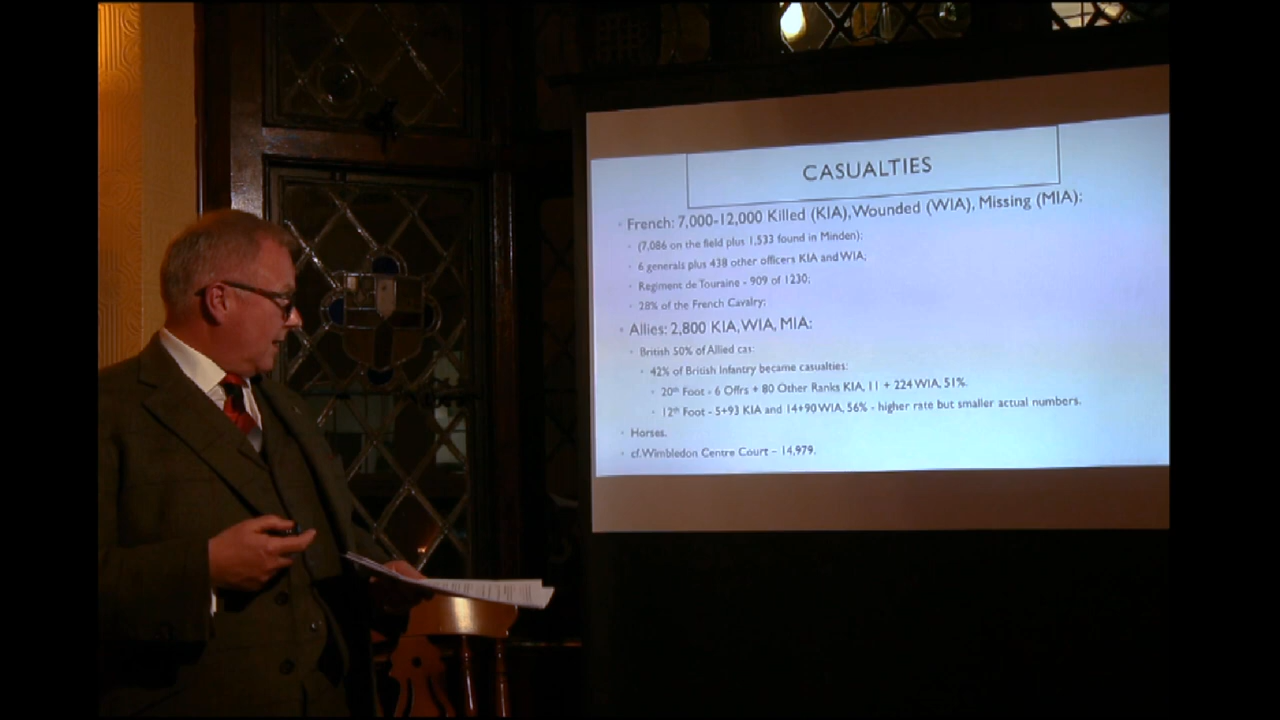 CASUALTIES
French: 7,000-12,000 Killed (KIA), Wounded (WIA), Missing (MIA):
(7,086 on the field plus 1,533 found in Minden);
6 generals plus 438 other officers KIA and WIA,
Regiment de Touraine - 909 of 1230;
28% of the French Cavalry;
Allies: 2,800 KIA, WIA, MIA:
British 50% of Allied cas:
42% of British Infantry became casualties:
20th Foot - 6 Offrs + 80 Other Ranks KIA, 11 + 224 WIA, 51%.
12th Foot - 5+93 KIA and 14+90 WIA, 56% - higher rate but smaller actual numbers.
Horses.
cf. Wimbledon Centre Court – 14,979.